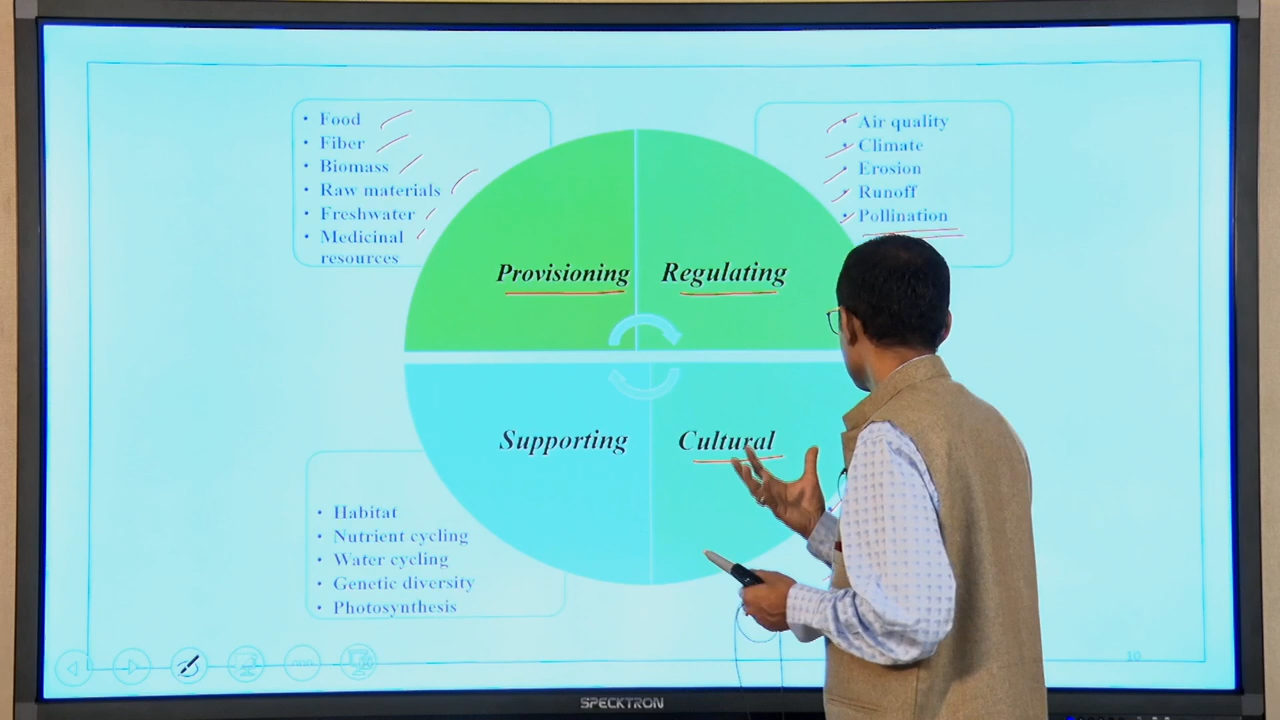 • Food
• Fiber
• Biomass
• Raw materials
• Freshwater
• Medicinal
resources
• Air quality
• Climate
• Erosion
• Runoff
• Pollination
Provisioning
Regulating
Supporting
Cultural
• Habitat
• Nutrient cycling
• Water cycling
• Genetic diversity
• Photosynthesis
10
SPECKTRON